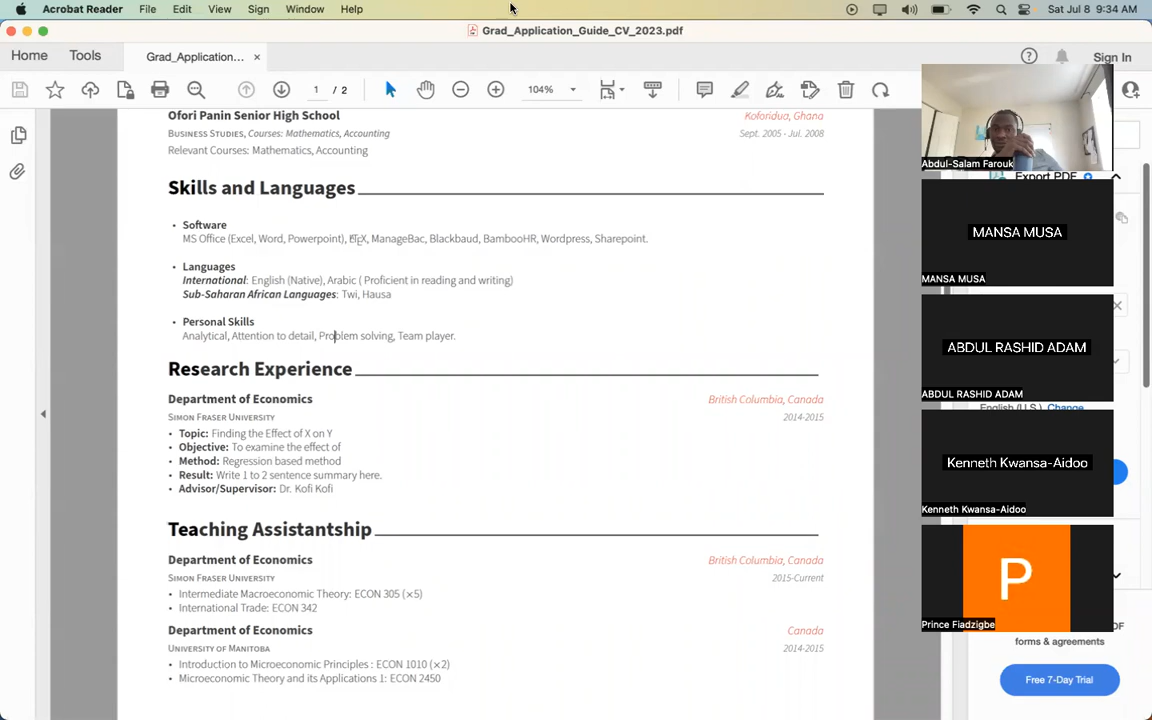 Acrobat Reader File Edit View Sign Window Help Sat Jul 8 9:34 AM
Grad_Application_Guide_CV_2023.pdf
Home Tools Grad_Application... × Sign In
1 / 2 104%
Ofori Panin Senior High School Koforidua, Ghana
Business Studies, Courses: Mathematics, Accounting Sept. 2005 - Jul. 2008
Relevant Courses: Mathematics, Accounting
Skills and Languages
• Software
MS Office (Excel, Word, Powerpoint), LTEX, ManageBac, Blackbaud, BambooHR, Wordpress, Sharepoint.
• Languages
International: English (Native), Arabic ( Proficient in reading and writing)
Sub-Saharan African Languages: Twi, Hausa
• Personal Skills
Analytical, Attention to detail, Problem solving, Team player.
Research Experience
Department of Economics British Columbia, Canada
Simon Fraser University 2014-2015
• Topic: Finding the Effect of X on Y
• Objective: To examine the effect of
• Method: Regression based method
• Result: Write 1 to 2 sentence summary here.
• Advisor/Supervisor: Dr. Kofi Kofi
Teaching Assistantship
Department of Economics British Columbia, Canada
Simon Fraser University 2015-Current
• Intermediate Macroeconomic Theory: ECON 305 (×5)
• International Trade: ECON 342
Department of Economics Canada
University of Manitoba 2014-2015
• Introduction to Microeconomic Principles : ECON 1010 (×2)
• Microeconomic Theory and its Applications 1: ECON 2450
Abdul-Salam Farouk
Export PDF
MANSA MUSA
MANSA MUSA
ABDUL RASHID ADAM
ABDUL RASHID ADAM
English (U.S.) Change
Kenneth Kwansa-Aidoo
Kenneth Kwansa-Aidoo
P
Prince Fiadzigbe
forms & agreements
Free 7-Day Trial